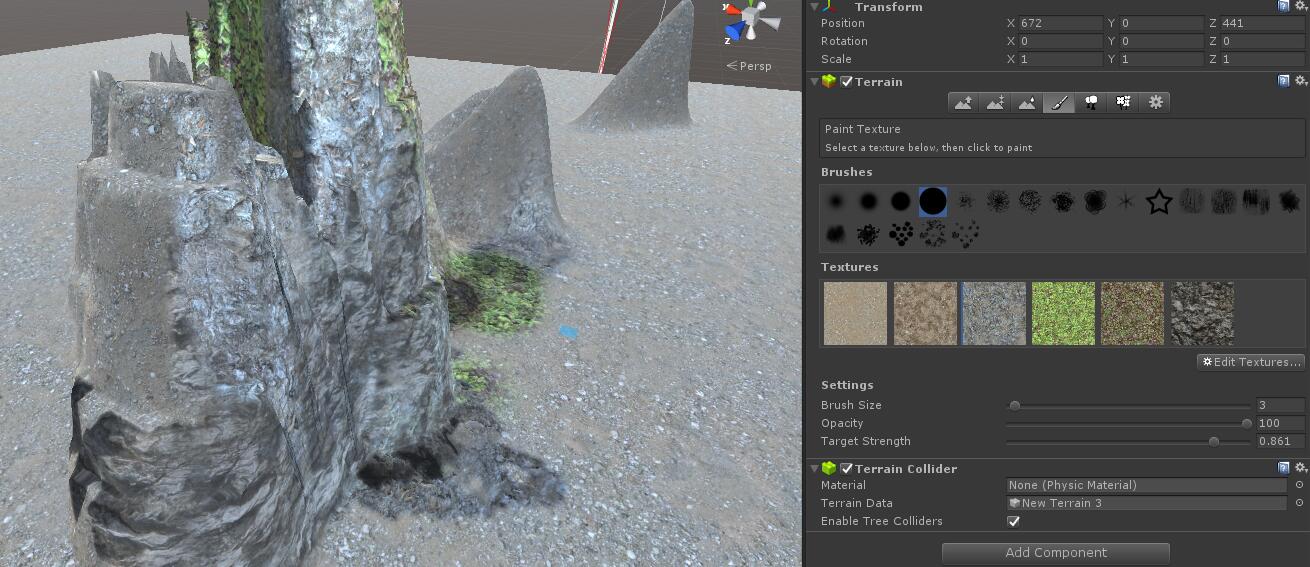 Transform
Position X 672 Y 0 Z 441
Rotation X 0 Y 0 Z 0
Scale X 1 Y 1 Z 1
x
z
Persp
Terrain
Paint Texture
Select a texture below, then click to paint
Brushes
Textures
Edit Textures...
Settings
Brush Size 3
Opacity 100
Target Strength 0.861
Terrain Collider
Material None (Physic Material)
Terrain Data New Terrain 3
Enable Tree Colliders
Add Component